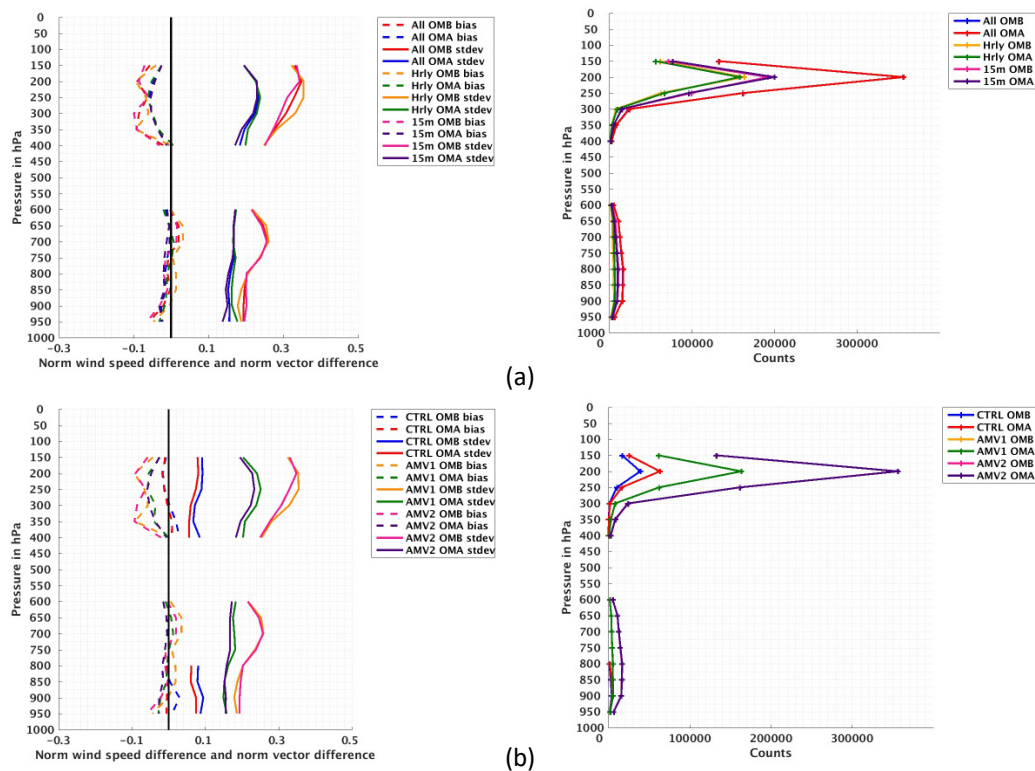 0
50
100
150
200
250
300
350
400
450
500
550
600
650
700
750
800
850
900
950
1000
Pressure in hPa
−0.3 −0.1 0.1 0.3 0.5
Norm wind speed difference and norm vector difference
All OMB bias
All OMA bias
All OMB stdev
All OMA stdev
Hrly OMB bias
Hrly OMA bias
Hrly OMB stdev
Hrly OMA stdev
15m OMB bias
15m OMA bias
15m OMB stdev
15m OMA stdev
0
50
100
150
200
250
300
350
400
450
500
550
600
650
700
750
800
850
900
950
1000
Pressure in hPa
0 100000 200000 300000
Counts
All OMB
All OMA
Hrly OMB
Hrly OMA
15m OMB
15m OMA
(a)
0
50
100
150
200
250
300
350
400
450
500
550
600
650
700
750
800
850
900
950
1000
Pressure in hPa
−0.3 −0.1 0.1 0.3 0.5
Norm wind speed difference and norm vector difference
CTRL OMB bias
CTRL OMA bias
CTRL OMB stdev
CTRL OMA stdev
AMV1 OMB bias
AMV1 OMA bias
AMV1 OMB stdev
AMV1 OMA stdev
AMV2 OMB bias
AMV2 OMA bias
AMV2 OMB stdev
AMV2 OMA stdev
0
50
100
150
200
250
300
350
400
450
500
550
600
650
700
750
800
850
900
950
1000
Pressure in hPa
0 100000 200000 300000
Counts
CTRL OMB
CTRL OMA
AMV1 OMB
AMV1 OMA
AMV2 OMB
AMV2 OMA
(b)